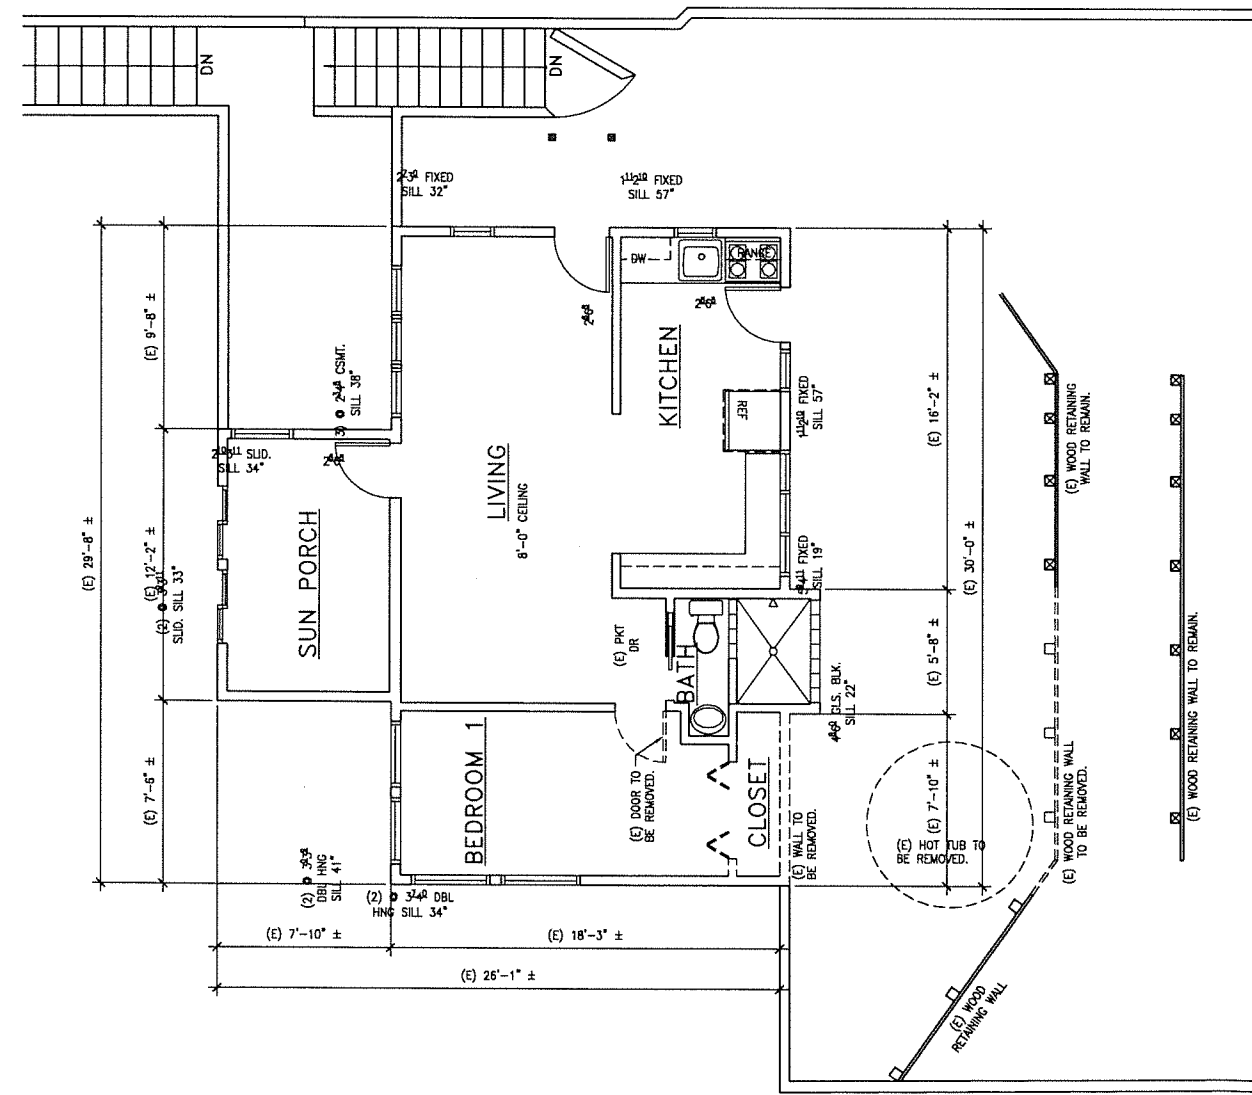 DN
DN
FIXED
SILL 32"
FIXED
SILL 57"
DW
RANGE
KITCHEN
REF
(E) 9'-8" ±
CSMT.
SILL 38"
FIXED
SILL 57"
(E) 16'-2" ±
(E) WOOD RETAINING
WALL TO REMAIN.
SLID.
SILL 34"
LIVING
8'-0" CEILING
SUN PORCH
(E) 29'-8" ±
(E) 12'-2" ±
(2)
SLID. SILL 33"
FIXED
SILL 19"
(E) 30'-0" ±
(E) PKT
DR
BATH
GLS. BLK.
SILL 22"
(E) 5'-8" ±
(E) WOOD RETAINING WALL TO REMAIN.
(E) 7'-6" ±
BEDROOM 1
(E) DOOR TO
BE REMOVED.
CLOSET
(E) WALL TO
BE REMOVED.
(E) 7'-10" ±
(E) HOT TUB TO
BE REMOVED.
(E) WOOD RETAINING WALL
TO BE REMOVED.
(2)
DBL HNG
SILL 41"
(2) DBL
HNG SILL 34"
(E) 7'-10" ±
(E) 18'-3" ±
(E) 26'-1" ±
(E) WOOD
RETAINING WALL